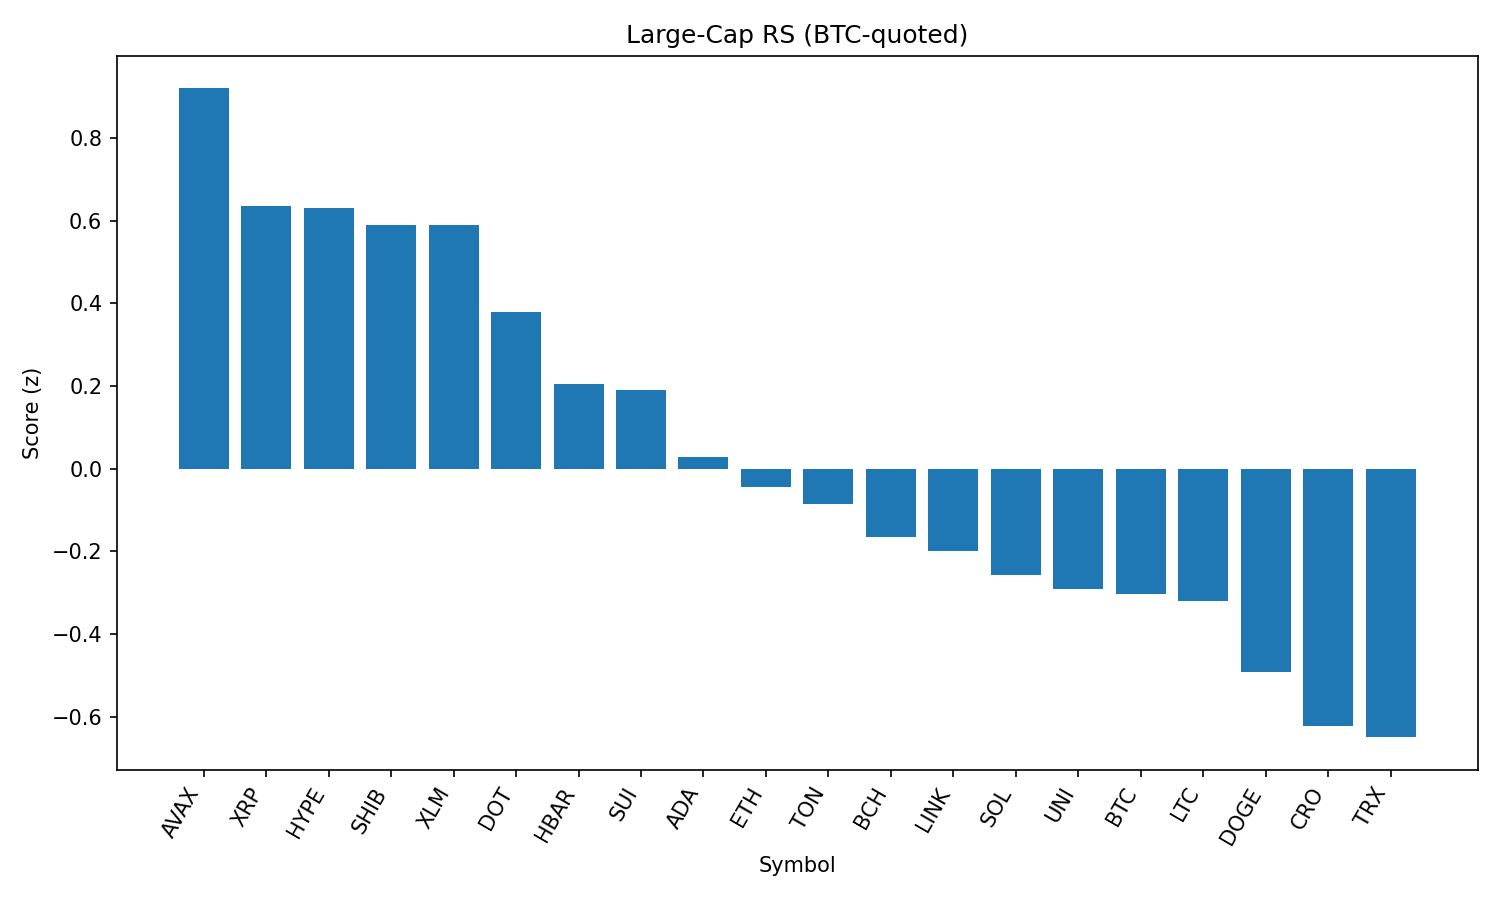 Large-Cap RS (BTC-quoted)
Score (z)
0.8
0.6
0.4
0.2
0.0
−0.2
−0.4
−0.6
AVAX
XRP
HYPE
SHIB
XLM
DOT
HBAR
SUI
ADA
ETH
TON
BCH
LINK
SOL
UNI
BTC
LTC
DOGE
CRO
TRX
Symbol